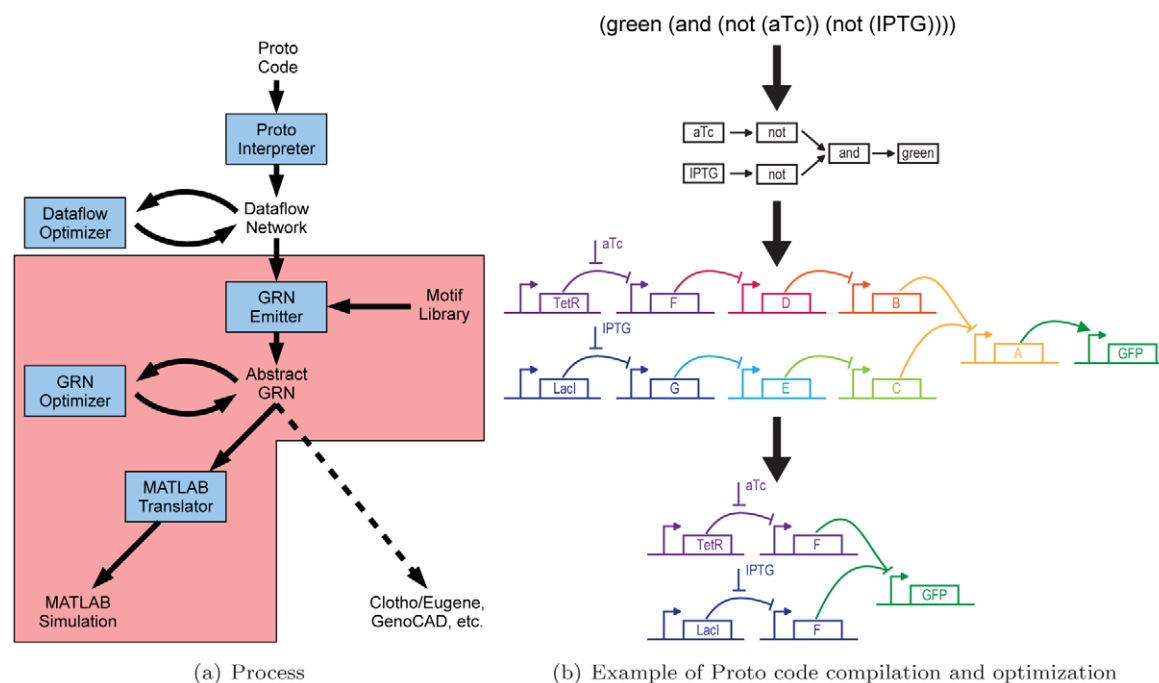 Proto
Code
Proto
Interpreter
Dataflow
Optimizer
Dataflow
Network
GRN
Emitter
Motif
Library
GRN
Optimizer
Abstract
GRN
MATLAB
Translator
MATLAB
Simulation
Clotho/Eugene,
GenoCAD, etc.
(a) Process
(green (and (not (aTc)) (not (IPTG))))
aTc
not
and
green
IPTG
not
aTc
TetR
F
D
B
IPTG
A
GFP
LacI
G
E
C
aTc
TetR
F
IPTG
GFP
LacI
F
(b) Example of Proto code compilation and optimization